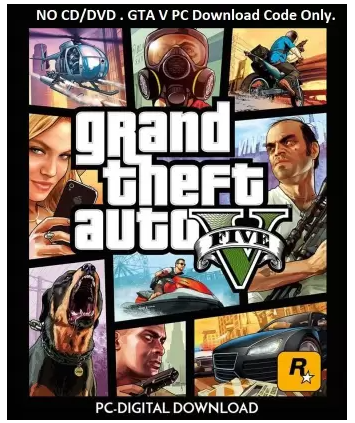 NO CD/DVD . GTA V PC Download Code Only.
grand
theft
auto
V
FIVE
R
PC-DIGITAL DOWNLOAD